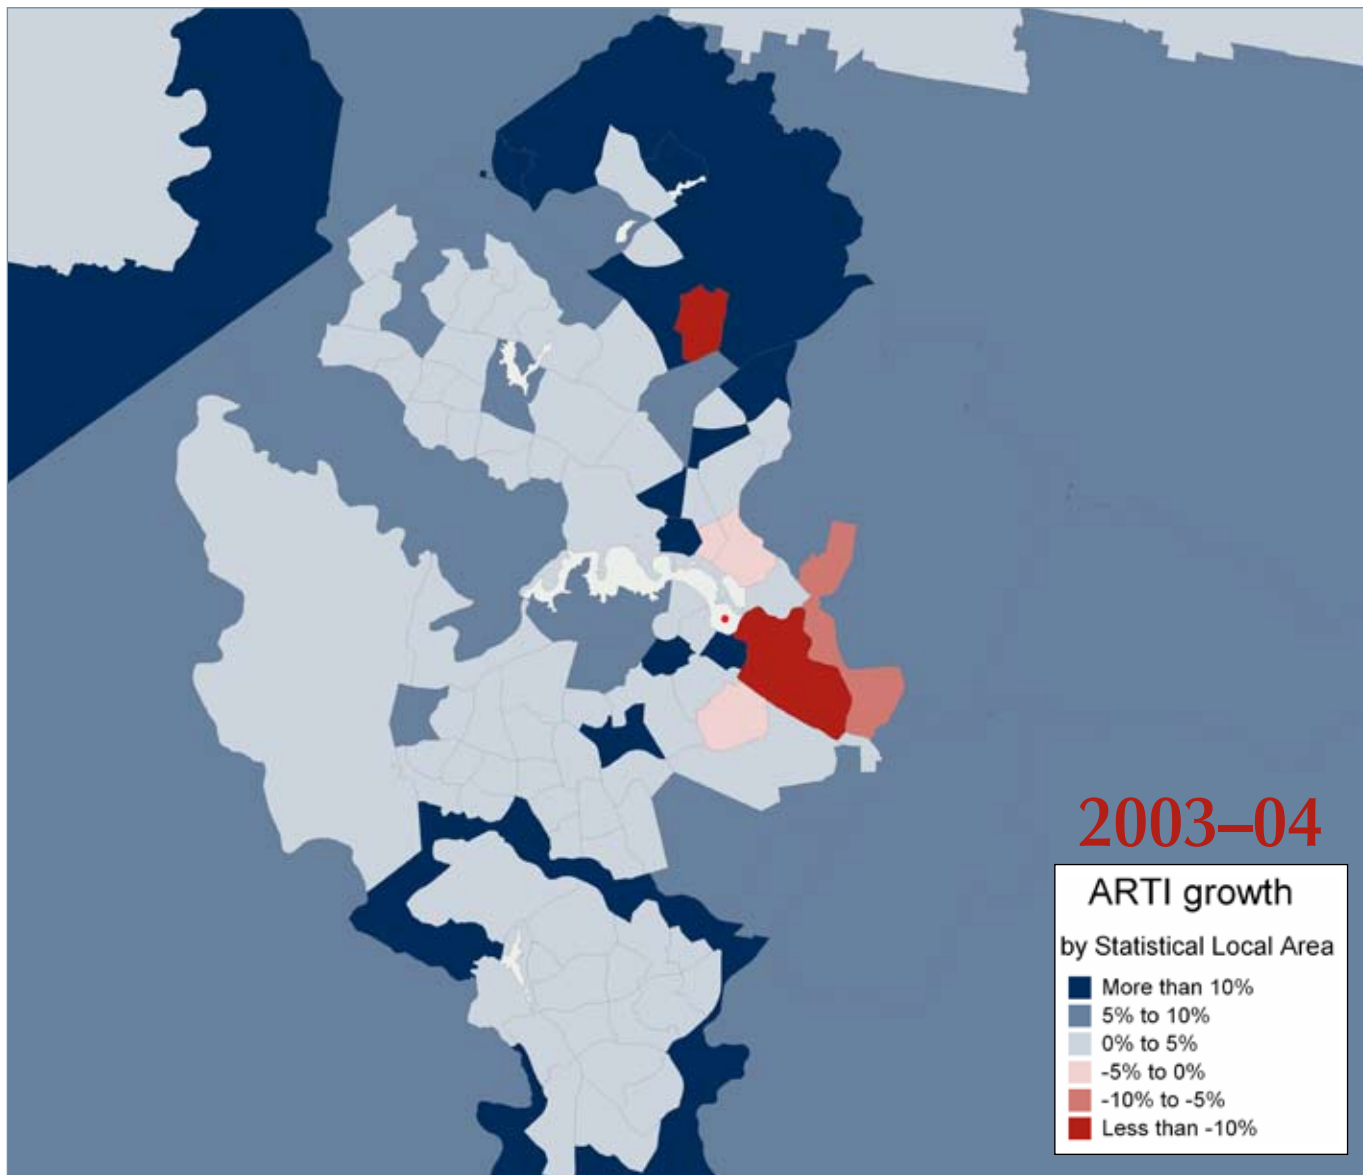 2003–04
ARTI growth
by Statistical Local Area
More than 10%
5% to 10%
0% to 5%
-5% to 0%
-10% to -5%
Less than -10%